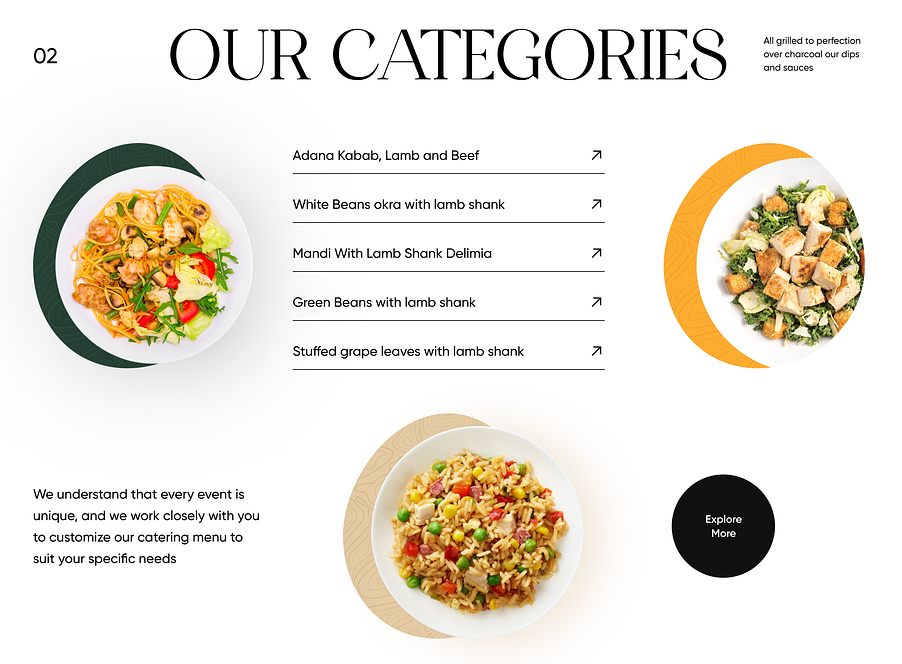 02
OUR CATEGORIES
All grilled to perfection
over charcoal our dips
and sauces
Adana Kabab, Lamb and Beef
White Beans okra with lamb shank
Mandi With Lamb Shank Delimia
Green Beans with lamb shank
Stuffed grape leaves with lamb shank
We understand that every event is
unique, and we work closely with you
to customize our catering menu to
suit your specific needs
Explore
More